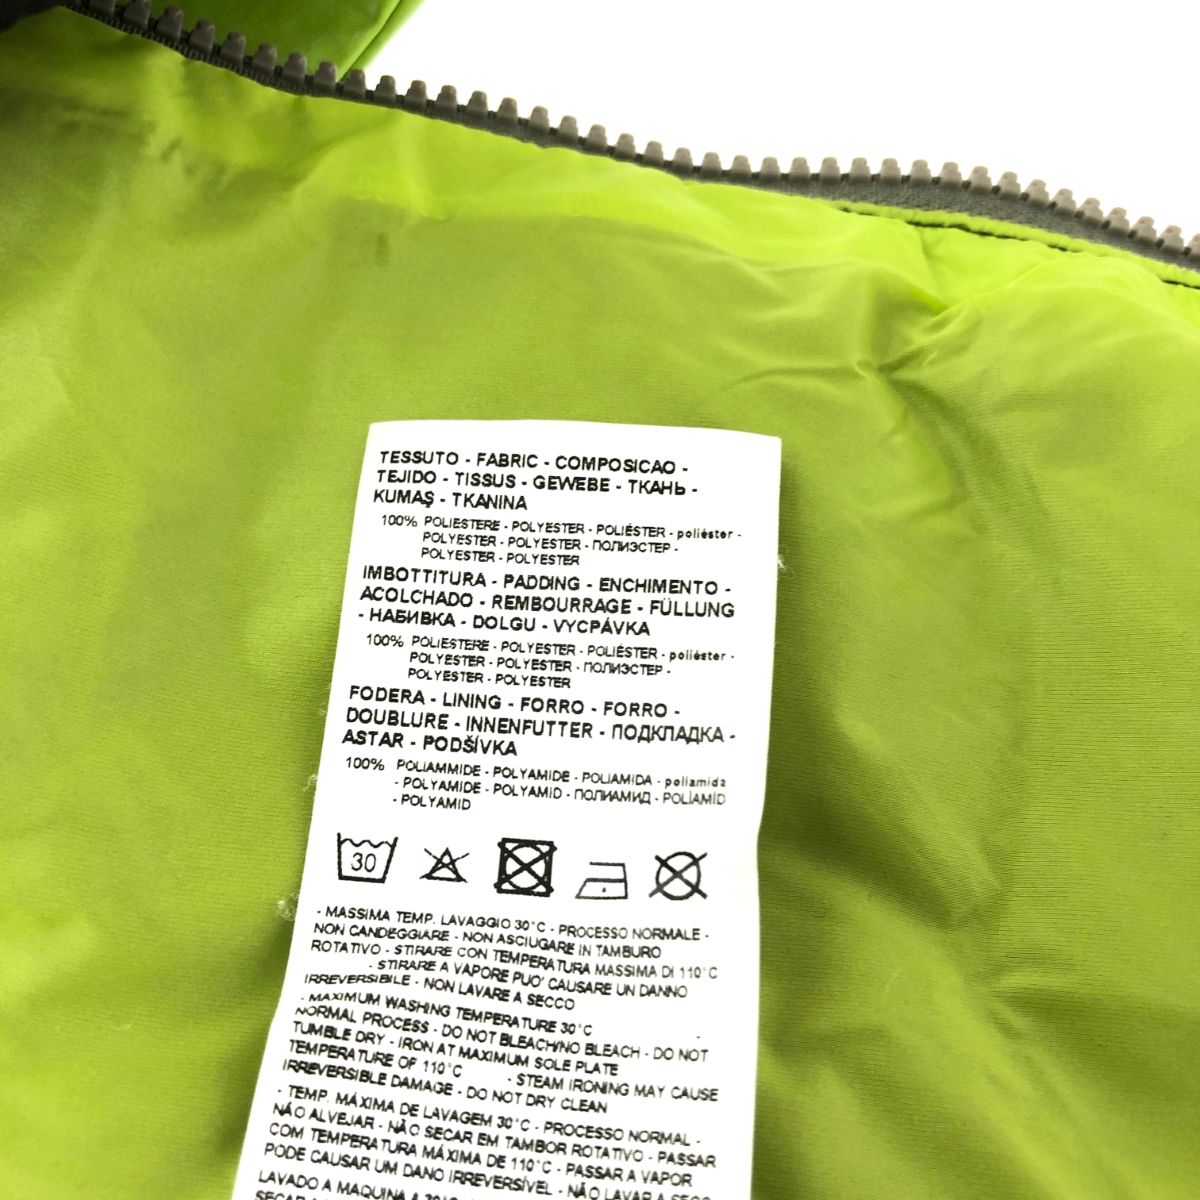 TESSUTO - FABRIC - COMPOSICAO -
TEJIDO - TISSUS - GEWEBE - ТКАНЬ -
KUMAŞ - TKANINA
100% POLIESTERE - POLYESTER - POLIÉSTER - poliéster -
POLYESTER - POLYESTER - ПОЛИЭСТЕР -
POLYESTER - POLYESTER
IMBOTTITURA - PADDING - ENCHIMENTO -
ACOLCHADO - REMBOURRAGE - FÜLLUNG
- НАБИВКА - DOLGU - VYCPÁVKA
100% POLIESTERE - POLYESTER - POLIÉSTER - poliéster -
POLYESTER - POLYESTER - ПОЛИЭСТЕР -
POLYESTER - POLYESTER
FODERA - LINING - FORRO - FORRO -
DOUBLURE - INNENFUTTER - ПОДКЛАДКА -
ASTAR - PODŠÍVKA
100% POLIAMMIDE - POLYAMIDE - POLIAMIDA - poliamida
- POLYAMIDE - POLYAMID - ПОЛИАМИД - POLİAMİD
- POLYAMID
30
- MASSIMA TEMP. LAVAGGIO 30°C - PROCESSO NORMALE -
NON CANDEGGIARE - NON ASCIUGARE IN TAMBURO
ROTATIVO - STIRARE CON TEMPERATURA MASSIMA DI 110°C
- STIRARE A VAPORE PUO' CAUSARE UN DANNO
IRREVERSIBILE - NON LAVARE A SECCO
- MAXIMUM WASHING TEMPERATURE 30°C -
NORMAL PROCESS - DO NOT BLEACH/NO BLEACH - DO NOT
TUMBLE DRY - IRON AT MAXIMUM SOLE PLATE
TEMPERATURE OF 110°C - STEAM IRONING MAY CAUSE
IRREVERSIBLE DAMAGE - DO NOT DRY CLEAN
- TEMP. MÁXIMA DE LAVAGEM 30°C - PROCESSO NORMAL -
NÃO ALVEJAR - NÃO SECAR EM TAMBOR ROTATIVO - PASSAR
COM TEMPERATURA MÁXIMA DE 110°C - PASSAR A VAPOR
PODE CAUSAR UM DANO IRREVERSÍVEL - NÃO LAVAR A SECO
LAVADO A MAQUINA A 30°C
SECAR A